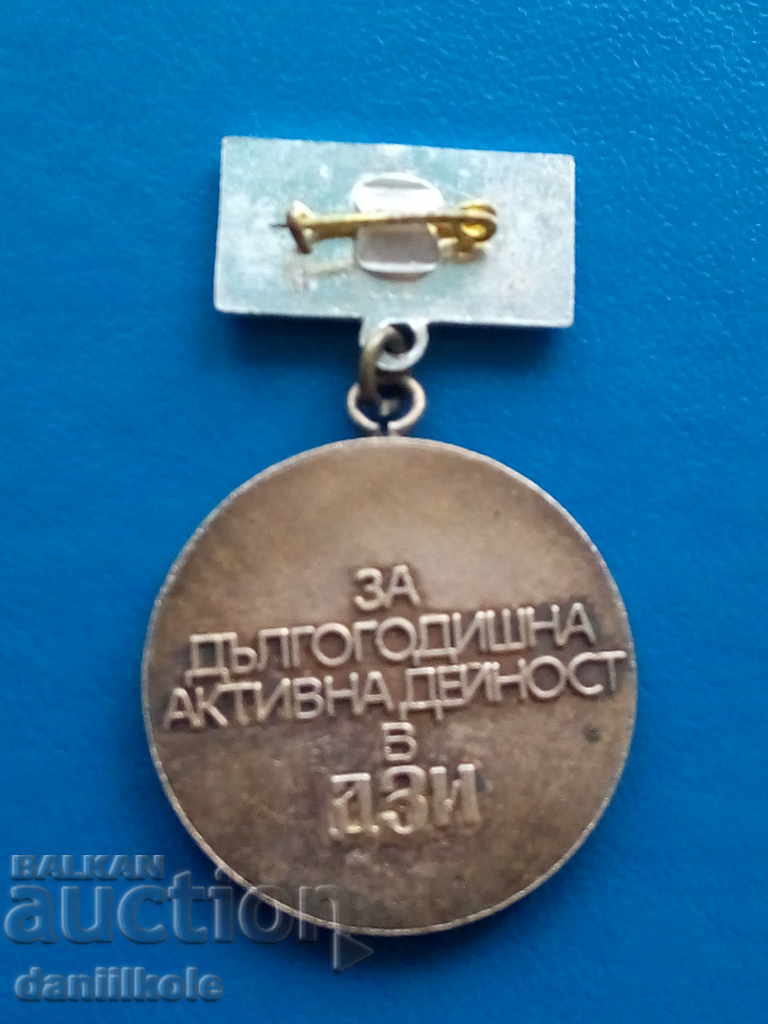 ЗА
ДЪЛГОГОДИШНА
АКТИВНА ДЕЙНОСТ
В
ДЗИ
BALKAN
auction
daniilkole